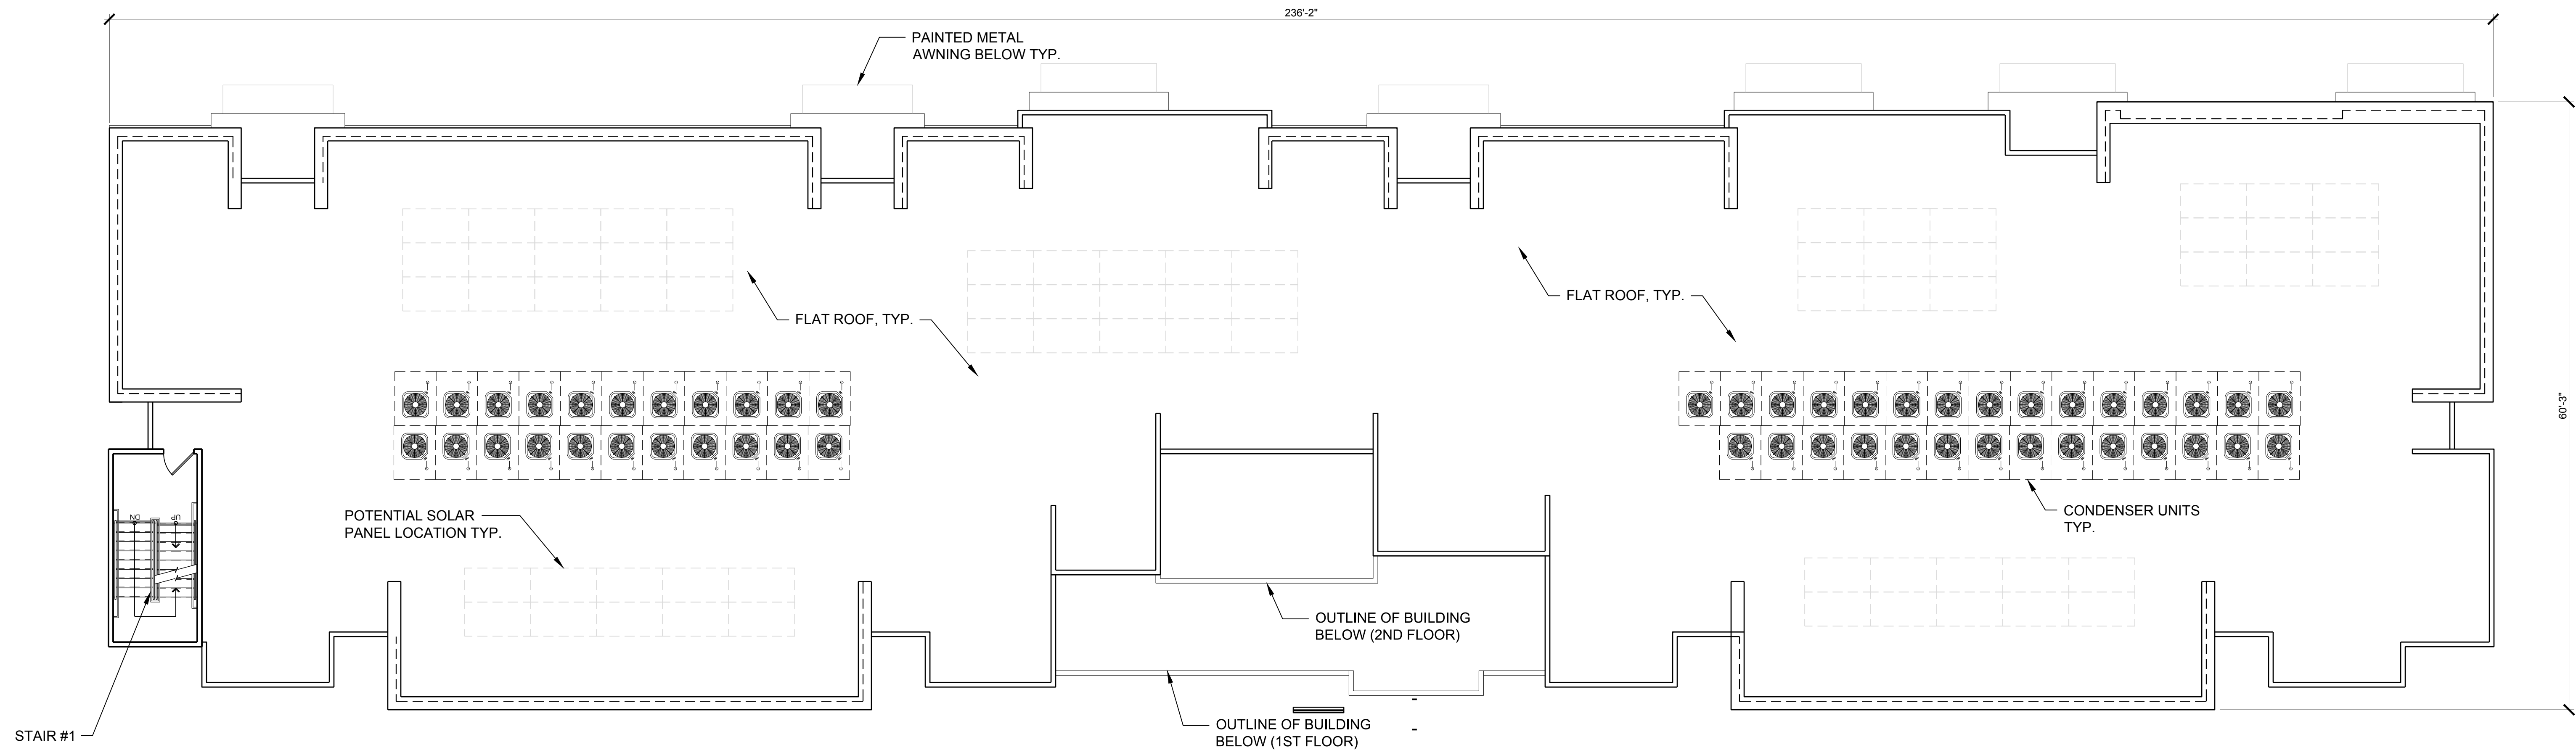 236'-2"
PAINTED METAL
AWNING BELOW TYP.
FLAT ROOF, TYP.
FLAT ROOF, TYP.
60'-3"
POTENTIAL SOLAR
PANEL LOCATION TYP.
CONDENSER UNITS
TYP.
DN
UP
OUTLINE OF BUILDING
BELOW (2ND FLOOR)
OUTLINE OF BUILDING
BELOW (1ST FLOOR)
STAIR #1